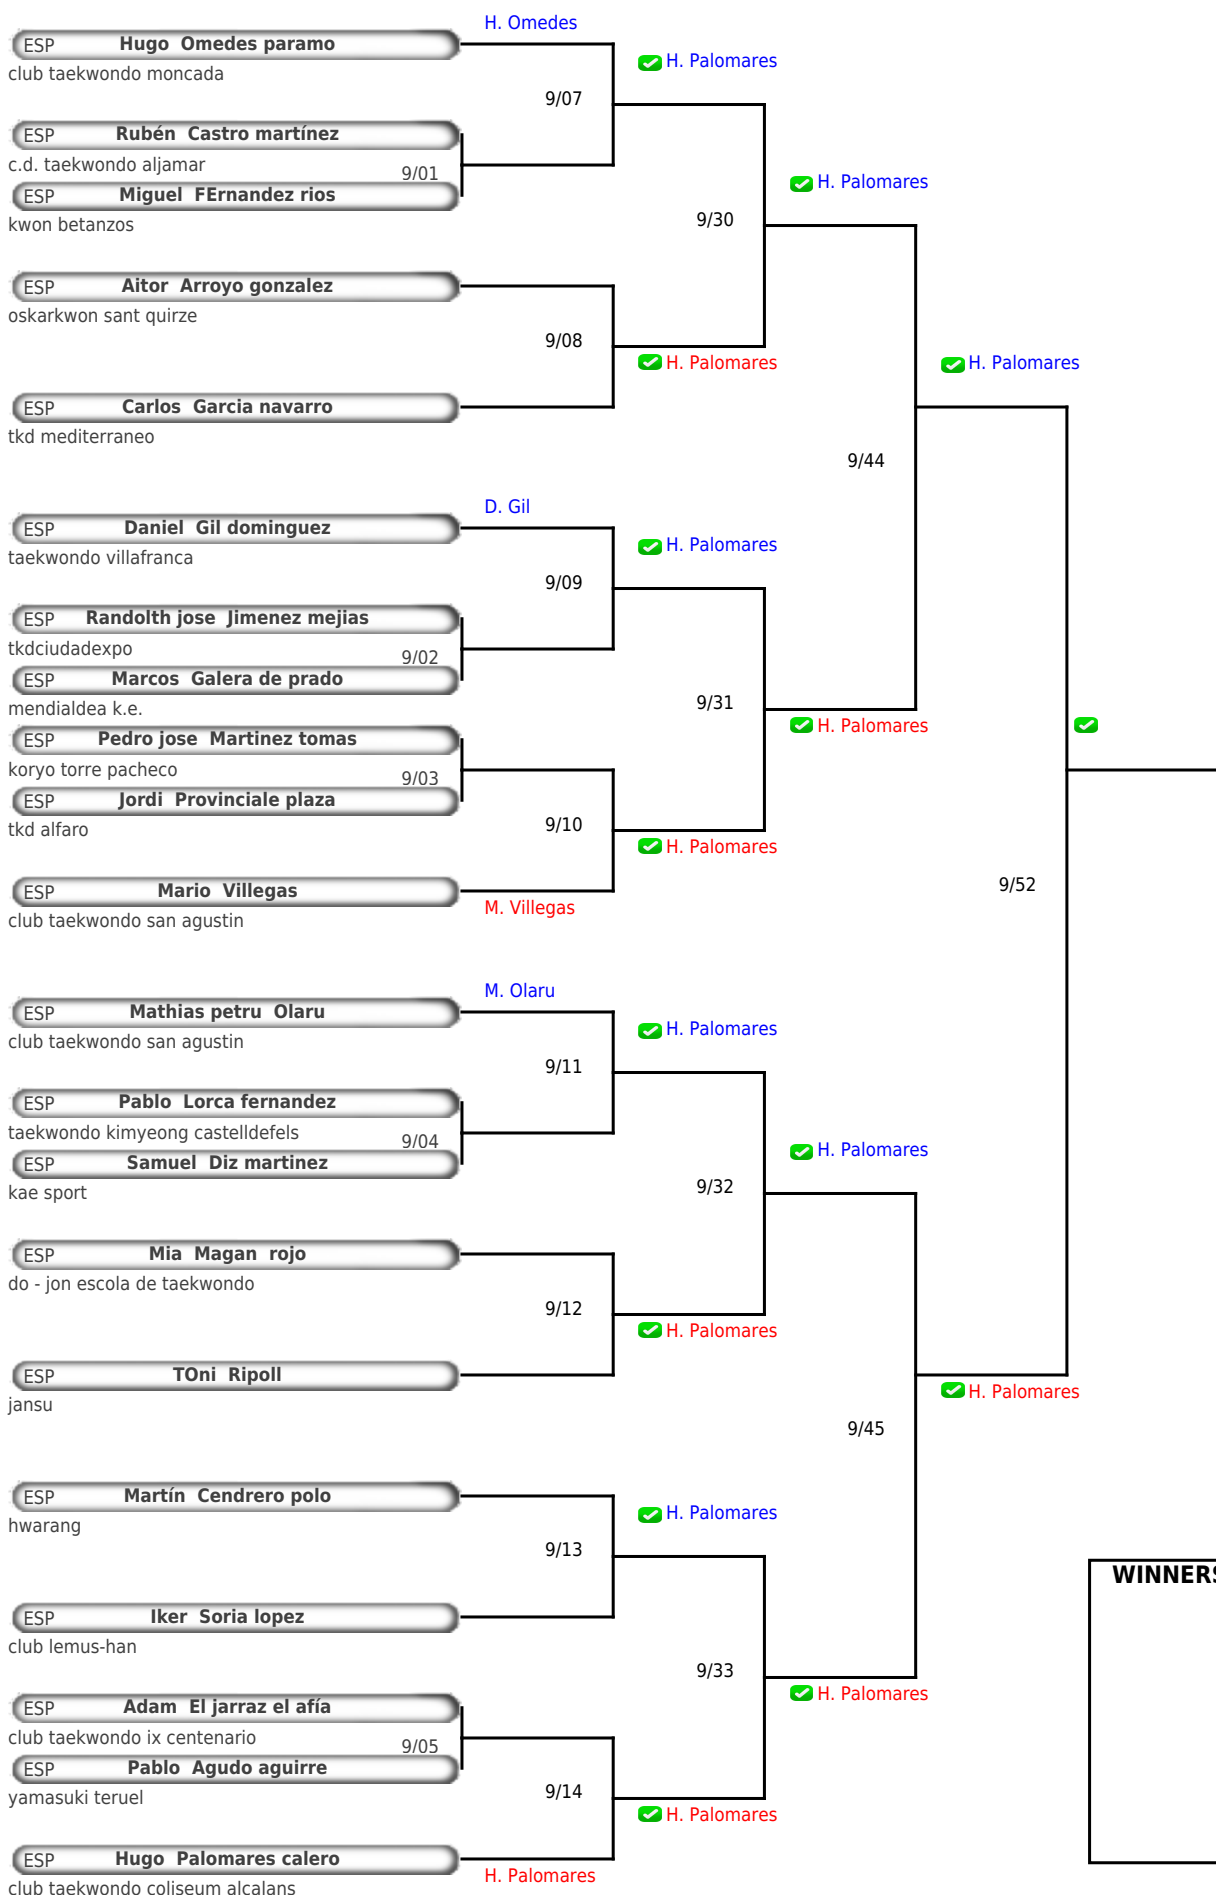 H. Omedes
ESP Hugo Omedes paramo
club taekwondo moncada
H. Palomares
9/07
ESP Rubén Castro martínez
c.d. taekwondo aljamar
9/01
ESP Miguel FErnandez rios
kwon betanzos
H. Palomares
9/30
ESP Aitor Arroyo gonzalez
oskarkwon sant quirze
9/08
H. Palomares
H. Palomares
ESP Carlos Garcia navarro
tkd mediterraneo
9/44
D. Gil
ESP Daniel Gil dominguez
taekwondo villafranca
H. Palomares
9/09
ESP Randolth jose Jimenez mejias
tkdciudadexpo
9/02
ESP Marcos Galera de prado
mendialdea k.e.
9/31
H. Palomares
ESP Pedro jose Martinez tomas
koryo torre pacheco
9/03
ESP Jordi Provinciale plaza
tkd alfaro
9/10
H. Palomares
ESP Mario Villegas
club taekwondo san agustin
M. Villegas
9/52
M. Olaru
ESP Mathias petru Olaru
club taekwondo san agustin
H. Palomares
9/11
ESP Pablo Lorca fernandez
taekwondo kimyeong castelldefels
9/04
ESP Samuel Diz martinez
kae sport
H. Palomares
9/32
ESP Mia Magan rojo
do - jon escola de taekwondo
9/12
H. Palomares
ESP TOni Ripoll
jansu
H. Palomares
9/45
ESP Martín Cendrero polo
hwarang
H. Palomares
9/13
WINNERS
ESP Iker Soria lopez
club lemus-han
9/33
H. Palomares
ESP Adam El jarraz el afía
club taekwondo ix centenario
9/05
ESP Pablo Agudo aguirre
yamasuki teruel
9/14
H. Palomares
ESP Hugo Palomares calero
club taekwondo coliseum alcalans
H. Palomares